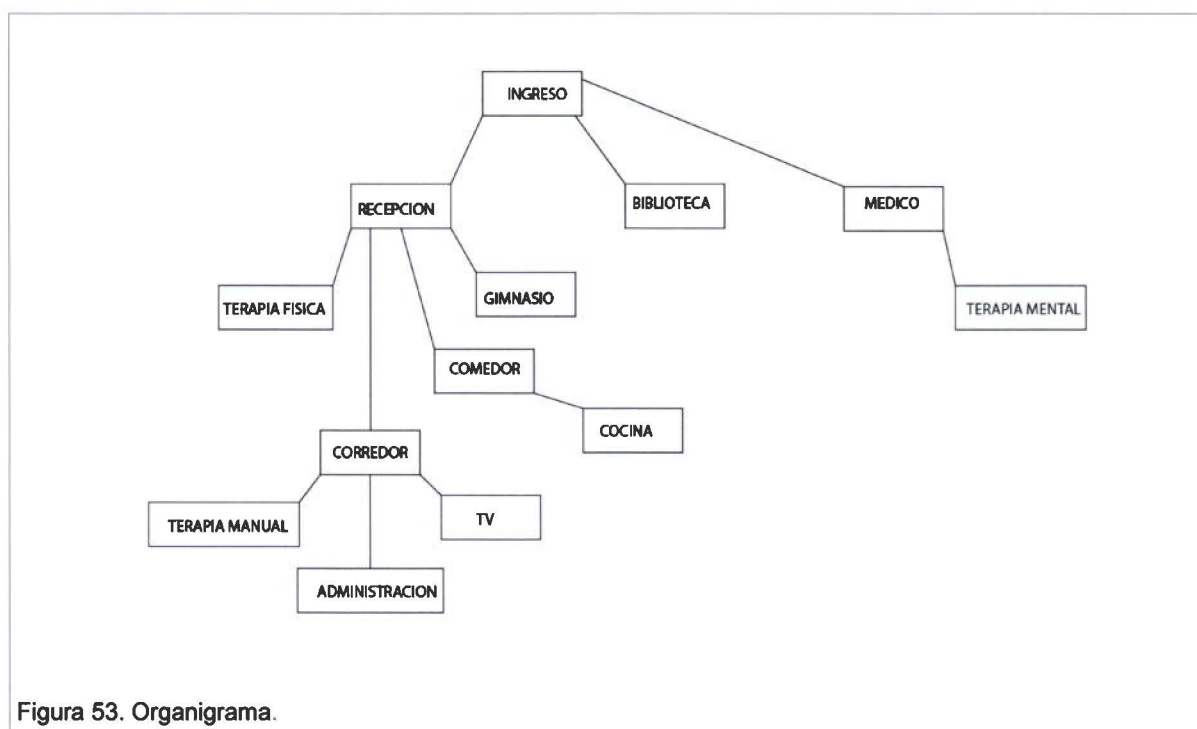 INGRESO
RECEPCION
BIBLIOTECA
MEDICO
TERAPIA FISICA
GIMNASIO
TERAPIA MENTAL
COMEDOR
COCINA
CORREDOR
TERAPIA MANUAL
TV
ADMINISTRACION
Figura 53. Organigrama.